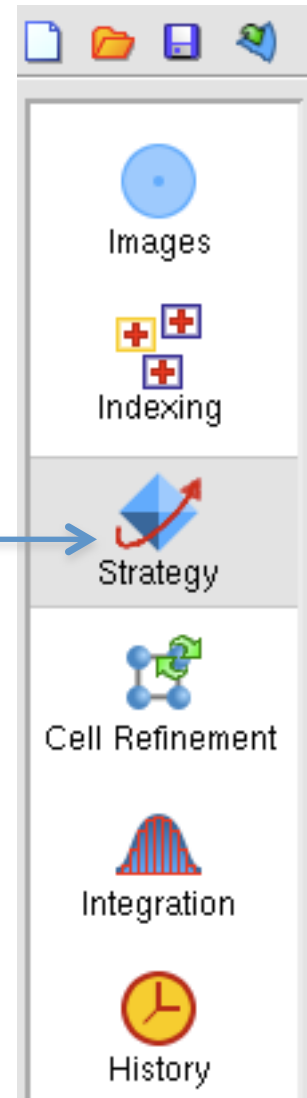 Images
Indexing
Strategy
Cell Refinement
Integration
History